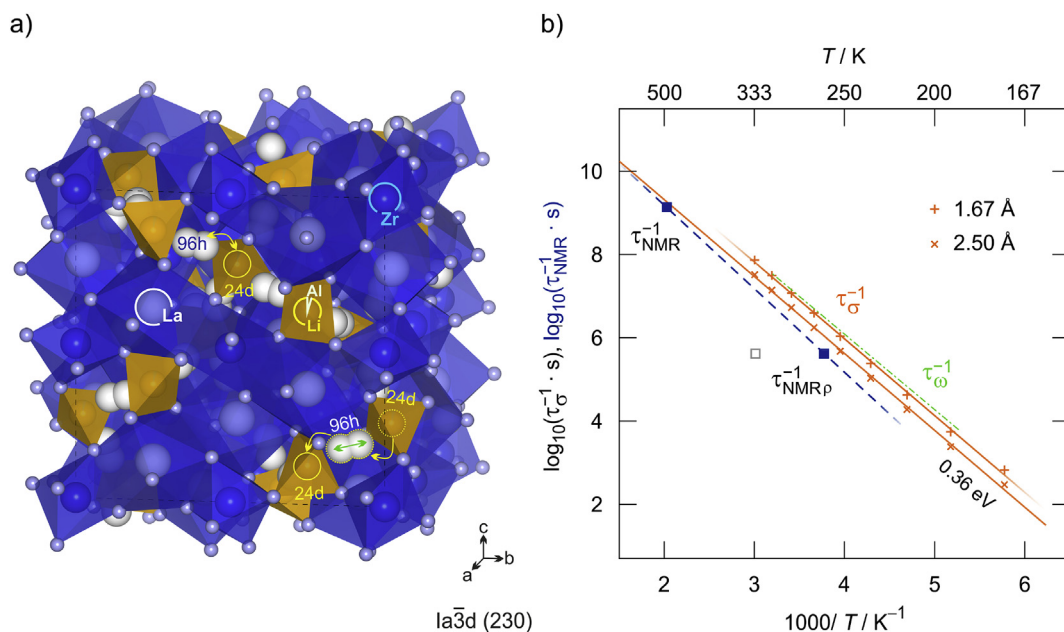 a)
96h
24d
Zr
La
Al
Li
24d
96h
24d
c
b
a
Ia3̅d (230)
b)
T / K
500 333 250 200 167
log₁₀(τσ⁻¹ · s), log₁₀(τNMR⁻¹ · s)
10
8
6
4
2
+ 1.67 Å
× 2.50 Å
τNMR⁻¹
τσ⁻¹
τω⁻¹
τNMRρ⁻¹
0.36 eV
2 3 4 5 6
1000/ T / K⁻¹